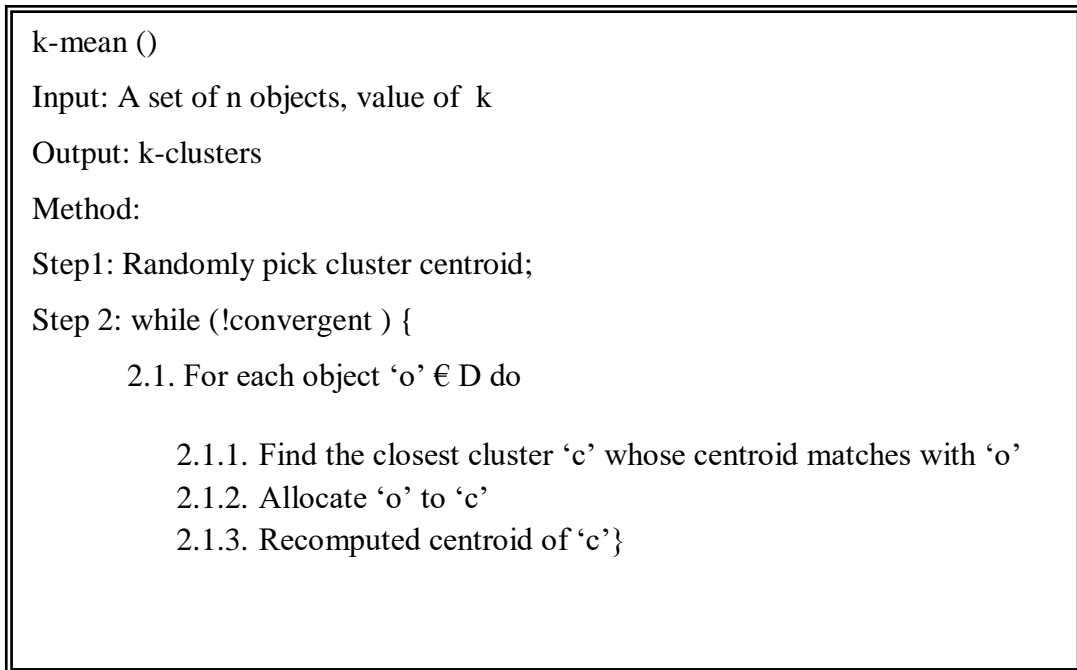 k-mean ()
Input: A set of n objects, value of k
Output: k-clusters
Method:
Step1: Randomly pick cluster centroid;
Step 2: while (!convergent ) {
2.1. For each object ‘o’ € D do
2.1.1. Find the closest cluster ‘c’ whose centroid matches with ‘o’
2.1.2. Allocate ‘o’ to ‘c’
2.1.3. Recomputed centroid of ‘c’}